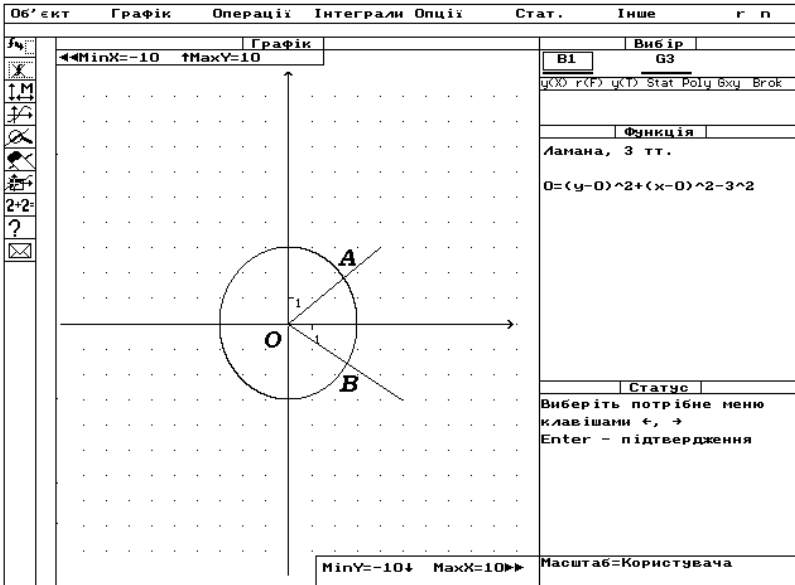 Об'єкт Графік Операції Інтеграли Опції Стат. Інше r n
Графік
◄◄MinX=-10 ↑MaxY=10
2+2=
?
A
1
O
1
B
MinY=-10↓ MaxX=10►►
Вибір
B1 G3
y(X) r(F) y(T) Stat Poly Gxy Brok
Функція
Ламана, 3 тт.
0=(y-0)^2+(x-0)^2-3^2
Статус
Виберіть потрібне меню
клавішами ←, →
Enter - підтвердження
Масштаб=Користувача